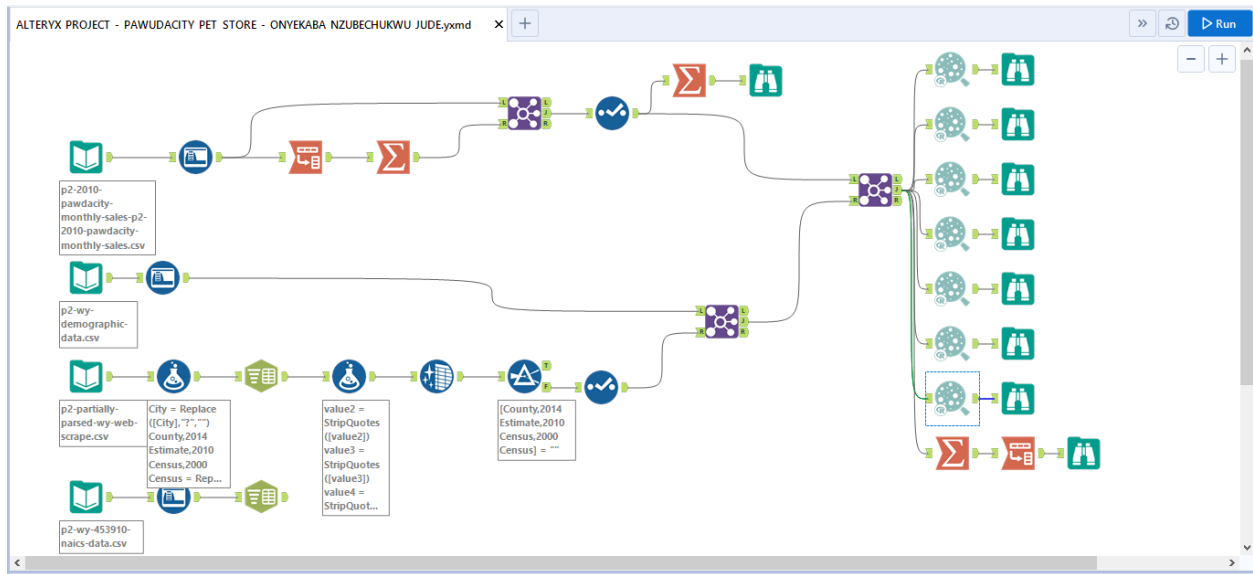 ALTERYX PROJECT - PAWUDACITY PET STORE - ONYEKABA NZUBECHUKWU JUDE.yxmd
Run
L
J
R
L
R
p2-2010-
pawdacity-
monthly-sales-p2-
2010-pawdacity-
monthly-sales.csv
L
J
R
L
R
p2-wy-
demographic-
data.csv
L
J
R
L
R
p2-partially-
parsed-wy-web-
scrape.csv
City = Replace
([City],"?","")
County,2014
Estimate,2010
Census,2000
Census = Rep...
value2 =
StripQuotes
([value2])
value3 =
StripQuotes
([value3])
value4 =
StripQuot...
T
F
[County,2014
Estimate,2010
Census,2000
Census] = ""
p2-wy-453910-
naics-data.csv